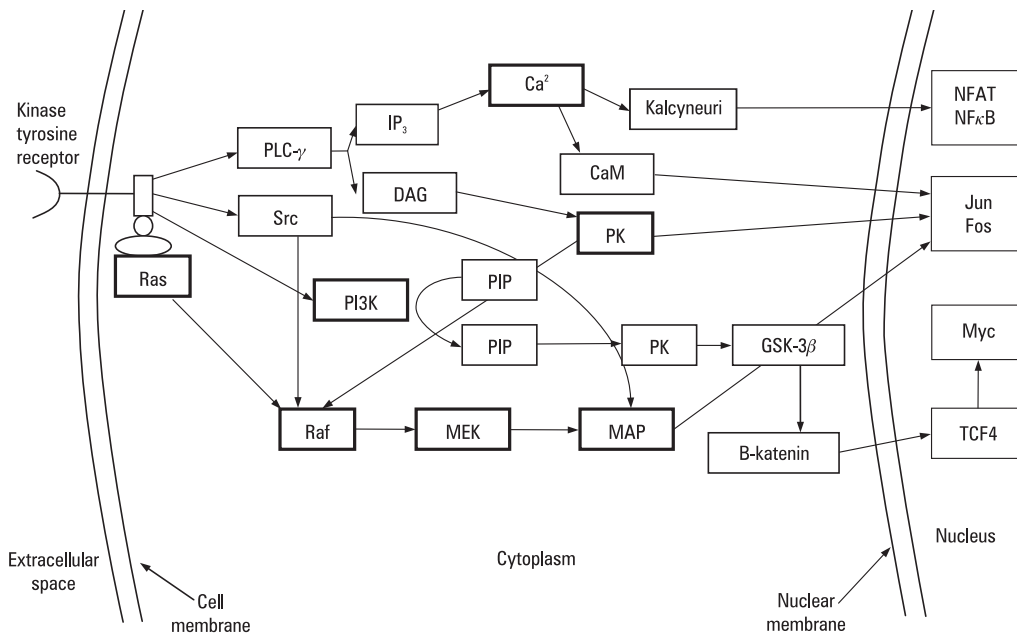 Kinase
tyrosine
receptor
PLC-γ
IP₃
Ca²
Kalcyneuri
NFAT
NFκB
DAG
CaM
Src
PK
Jun
Fos
Ras
PI3K
PIP
PIP
PK
GSK-3β
Myc
Raf
MEK
MAP
B-katenin
TCF4
Extracellular
space
Cell
membrane
Cytoplasm
Nuclear
membrane
Nucleus